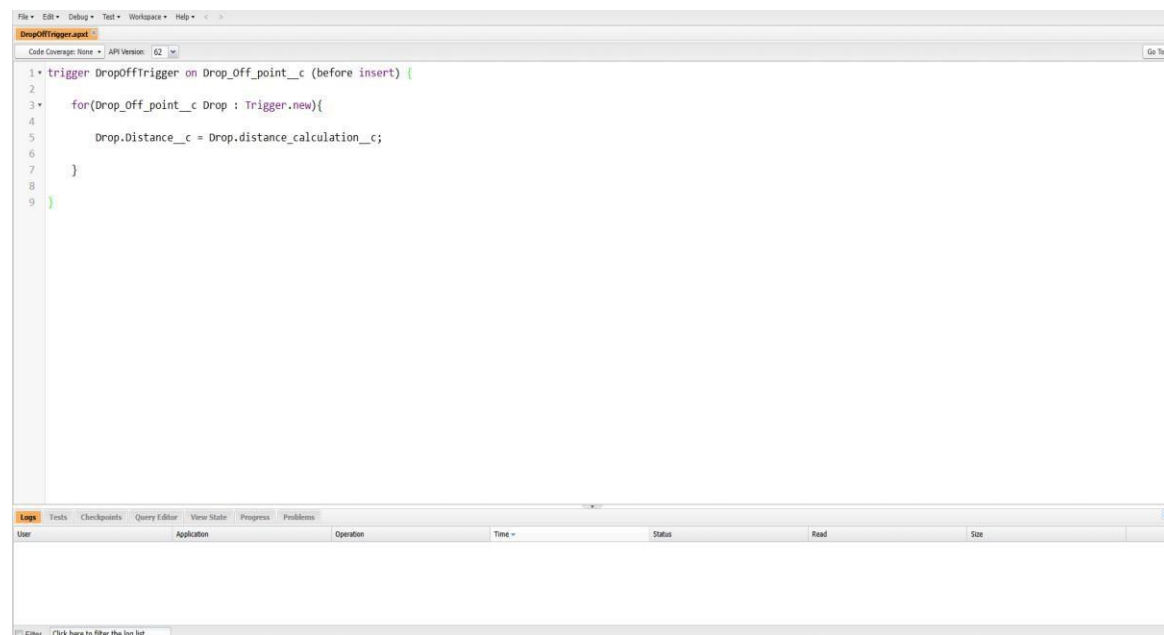 File Edit Debug Test Workspace Help < >
DropOffTrigger.apxt
Code Coverage: None API Version: 62 Go To
1 trigger DropOffTrigger on Drop_Off_point__c (before insert) {
2
3 for(Drop_Off_point__c Drop : Trigger.new){
4
5 Drop.Distance__c = Drop.distance_calculation__c;
6
7 }
8
9 }
Logs Tests Checkpoints Query Editor View State Progress Problems
User Application Operation Time Status Read Size
Filter Click here to filter the log list